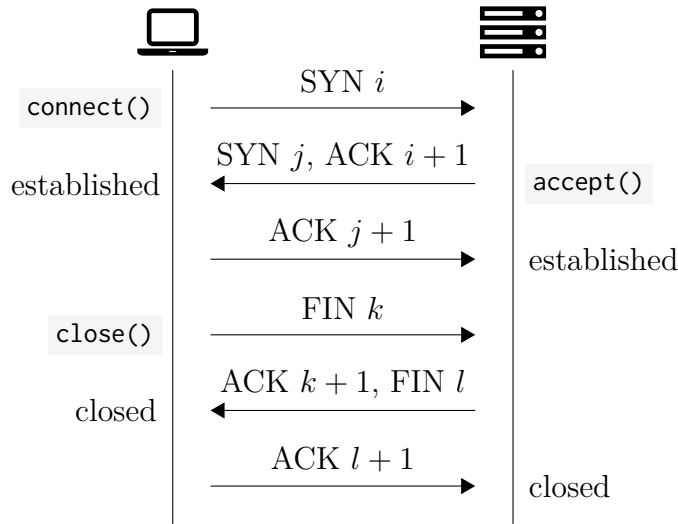 SYN i
connect()
SYN j, ACK i + 1
established
accept()
ACK j + 1
established
FIN k
close()
ACK k + 1, FIN l
closed
ACK l + 1
closed